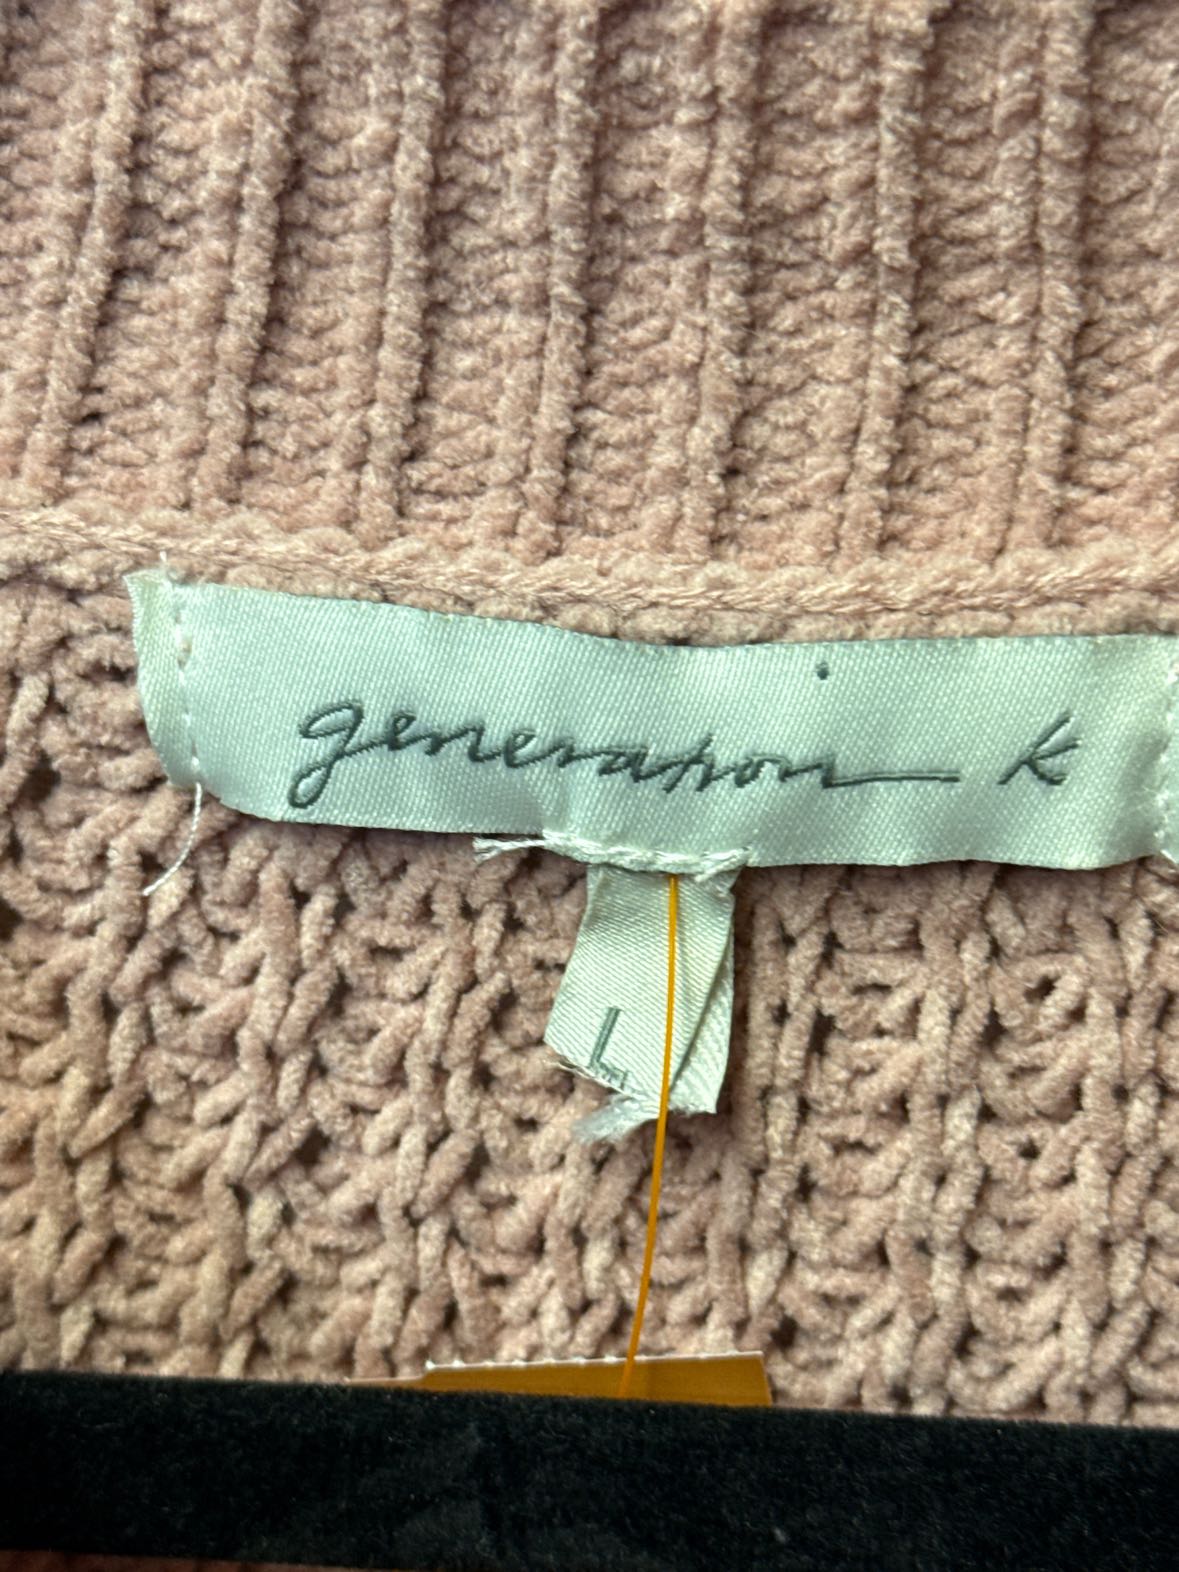 generation k
L